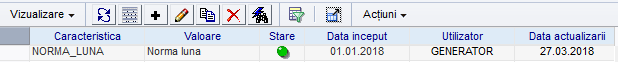 Vizualizare Acțiuni
Caracteristica Valoare Stare Data inceput Utilizator Data actualizarii
NORMA_LUNA Norma luna 01.01.2018 GENERATOR 27.03.2018